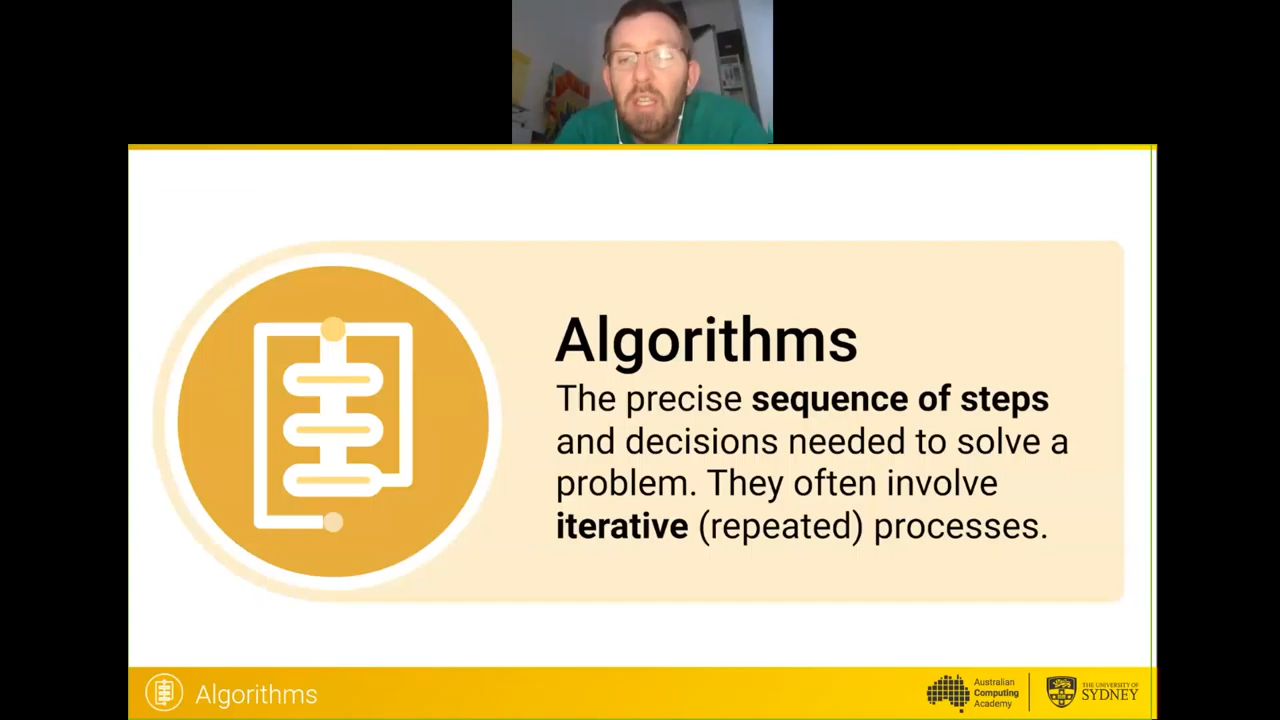 Algorithms
The precise sequence of steps
and decisions needed to solve a
problem. They often involve
iterative (repeated) processes.
Algorithms
Australian
Computing
Academy
THE UNIVERSITY OF
SYDNEY